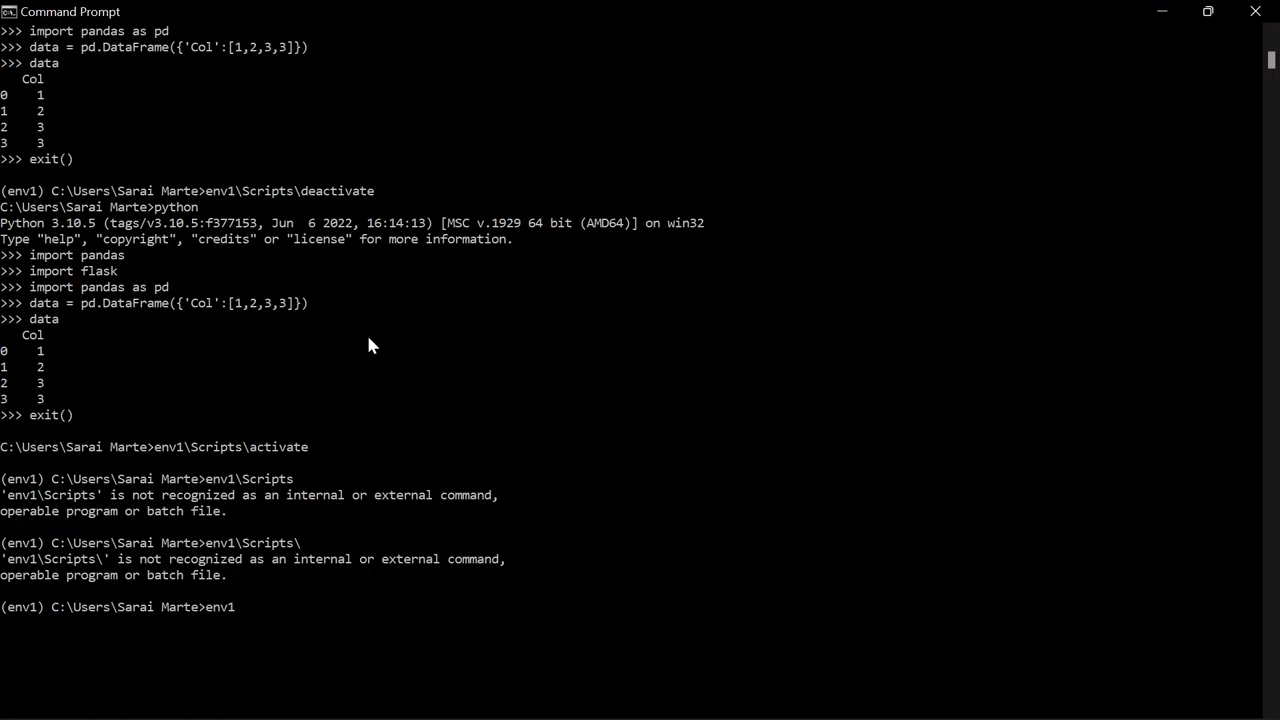 Command Prompt
>>> import pandas as pd
>>> data = pd.DataFrame({'Col':[1,2,3,3]})
>>> data
   Col
0    1
1    2
2    3
3    3
>>> exit()
(env1) C:\Users\Sarai Marte>env1\Scripts\deactivate
C:\Users\Sarai Marte>python
Python 3.10.5 (tags/v3.10.5:f377153, Jun  6 2022, 16:14:13) [MSC v.1929 64 bit (AMD64)] on win32
Type "help", "copyright", "credits" or "license" for more information.
>>> import pandas
>>> import flask
>>> import pandas as pd
>>> data = pd.DataFrame({'Col':[1,2,3,3]})
>>> data
   Col
0    1
1    2
2    3
3    3
>>> exit()
C:\Users\Sarai Marte>env1\Scripts\activate
(env1) C:\Users\Sarai Marte>env1\Scripts
'env1\Scripts' is not recognized as an internal or external command,
operable program or batch file.
(env1) C:\Users\Sarai Marte>env1\Scripts\
'env1\Scripts\' is not recognized as an internal or external command,
operable program or batch file.
(env1) C:\Users\Sarai Marte>env1